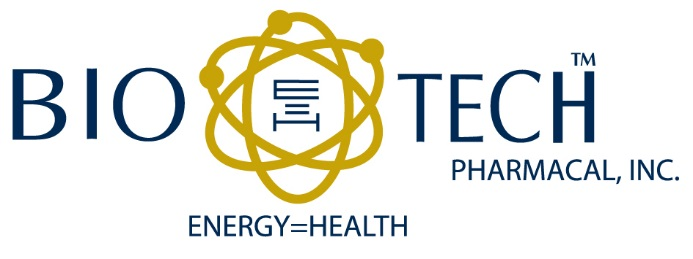 BIO TECH™
PHARMACAL, INC.
ENERGY=HEALTH